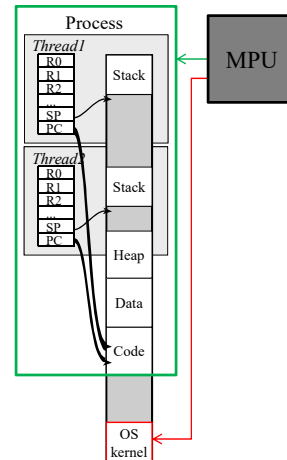 Process
MPU
Thread1
R0
R1
R2
...
SP
PC
Stack
Thread2
R0
R1
R2
...
SP
PC
Stack
Heap
Data
Code
OS
kernel